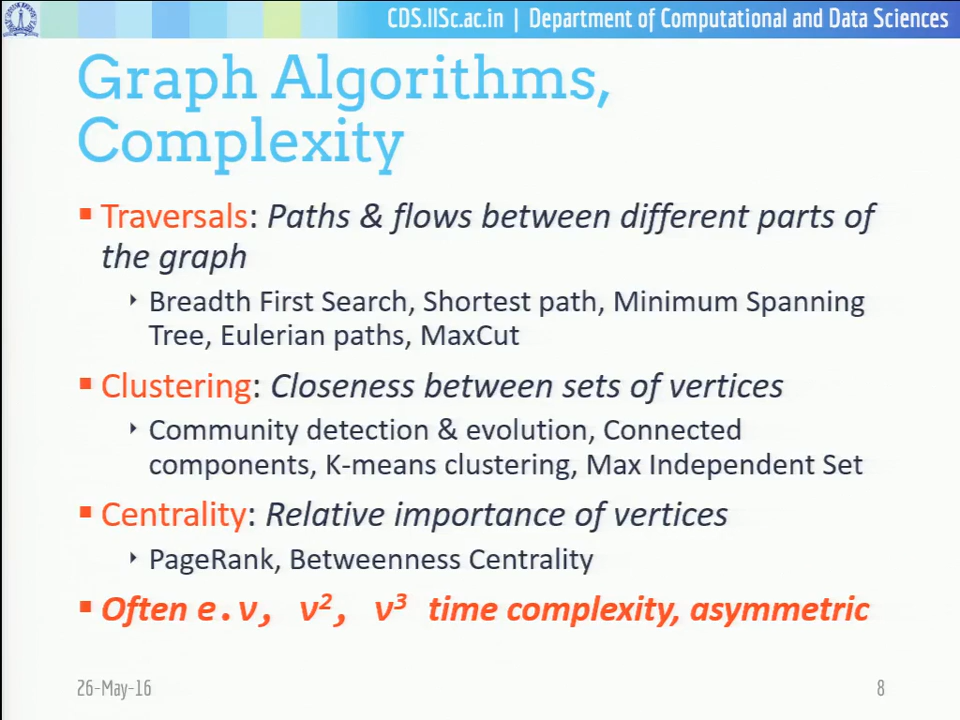 CDS.IISc.ac.in | Department of Computational and Data Sciences
Graph Algorithms,
Complexity
Traversals: Paths & flows between different parts of
the graph
Breadth First Search, Shortest path, Minimum Spanning
Tree, Eulerian paths, MaxCut
Clustering: Closeness between sets of vertices
Community detection & evolution, Connected
components, K-means clustering, Max Independent Set
Centrality: Relative importance of vertices
PageRank, Betweenness Centrality
Often e.v, v², v³ time complexity, asymmetric
26-May-16
8